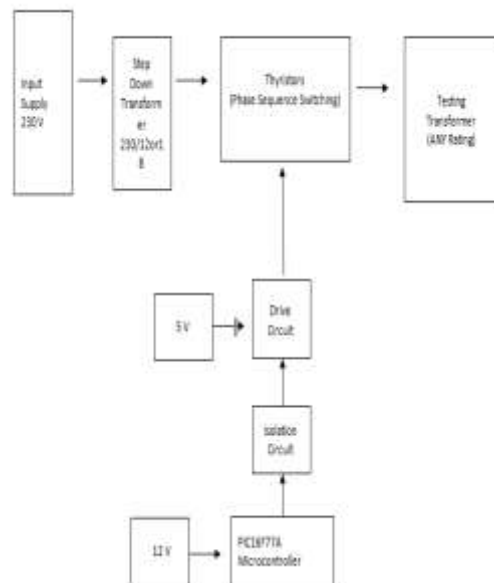 Input
Supply
230V
Step
Down
Transform
er
230/12or1
8
Thyristors
(Phase Sequence Switching)
Testing
Transformer
(ANY Rating)
5 V
Drive
Circuit
Isolation
Circuit
12 V
PIC16F77A
Microcontroller